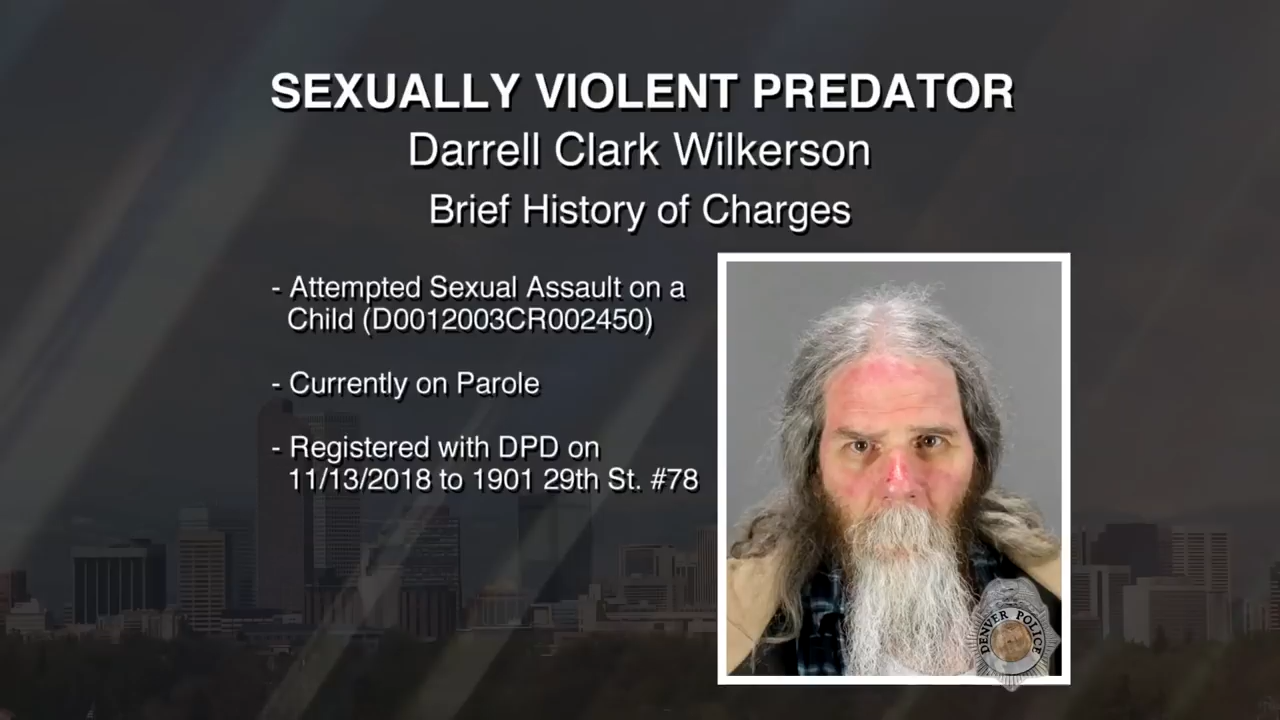 SEXUALLY VIOLENT PREDATOR
Darrell Clark Wilkerson
Brief History of Charges
- Attempted Sexual Assault on a
Child (D0012003CR002450)
- Currently on Parole
- Registered with DPD on
11/13/2018 to 1901 29th St. #78
DENVER POLICE